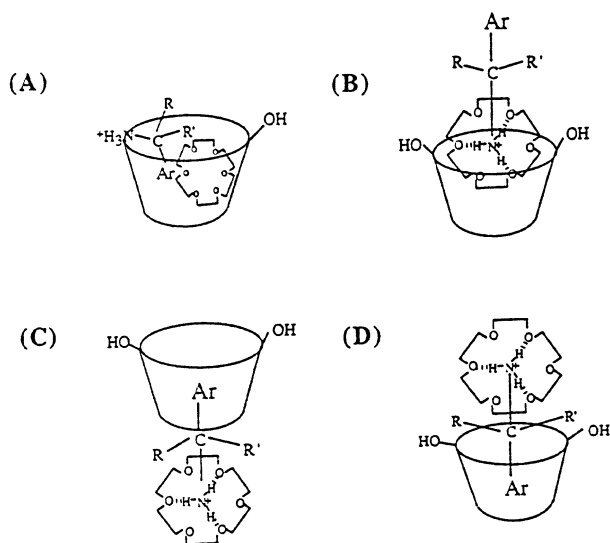 (A)
R
+H3N C R'
OH
Ar
O O O O O O
(B)
Ar
R C R'
HO OH
O H N+ H H O O O O O
(C)
HO OH
Ar
R C R'
O H N+ H H O O O O O
(D)
O H N+ H H O O O O O
R C R'
HO OH
Ar